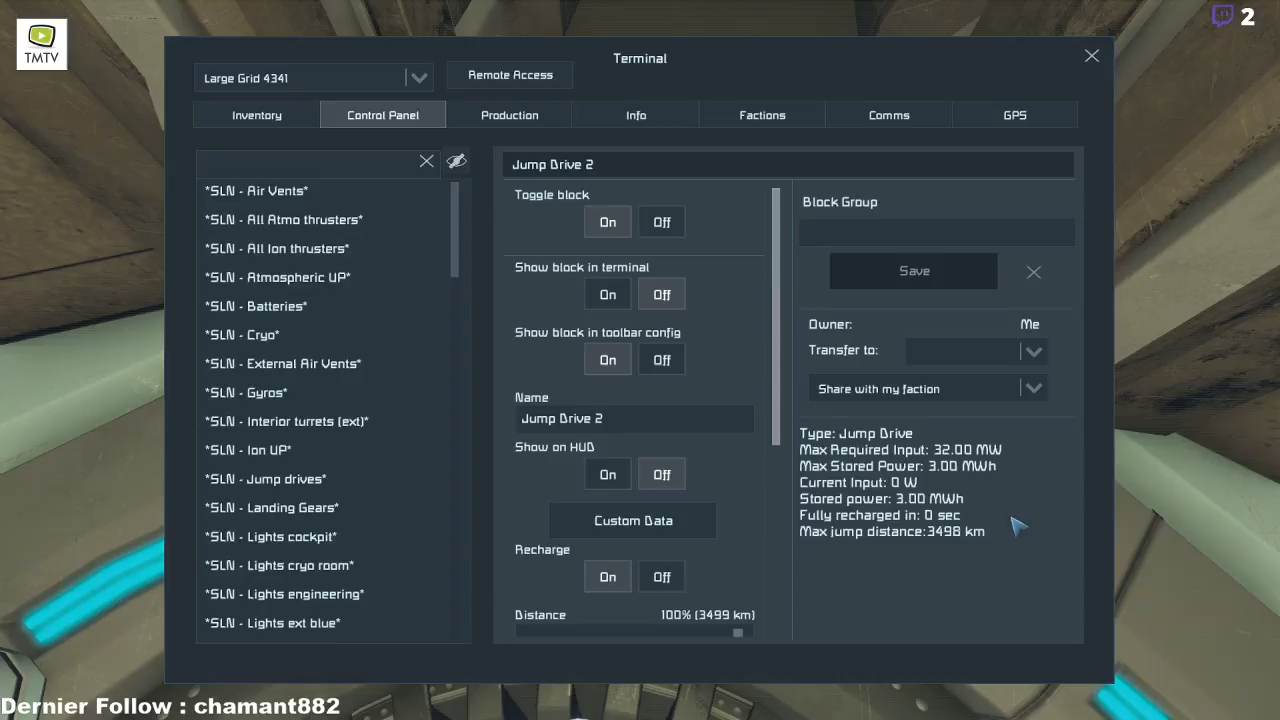 TMTV
2
Terminal
Large Grid 4341
Remote Access
Inventory
Control Panel
Production
Info
Factions
Comms
GPS
*SLN - Air Vents*
*SLN - All Atmo thrusters*
*SLN - All Ion thrusters*
*SLN - Atmospheric UP*
*SLN - Batteries*
*SLN - Cryo*
*SLN - External Air Vents*
*SLN - Gyros*
*SLN - Interior turrets (ext)*
*SLN - Ion UP*
*SLN - Jump drives*
*SLN - Landing Gears*
*SLN - Lights cockpit*
*SLN - Lights cryo room*
*SLN - Lights engineering*
*SLN - Lights ext blue*
Jump Drive 2
Toggle block
On Off
Show block in terminal
On Off
Show block in toolbar config
On Off
Name
Jump Drive 2
Show on HUD
On Off
Custom Data
Recharge
On Off
Distance 100% (3499 km)
Block Group
Save
Owner: Me
Transfer to:
Share with my faction
Type: Jump Drive
Max Required Input: 32.00 MW
Max Stored Power: 3.00 MWh
Current Input: 0 W
Stored power: 3.00 MWh
Fully recharged in: 0 sec
Max jump distance:3498 km
Dernier Follow : chamant882